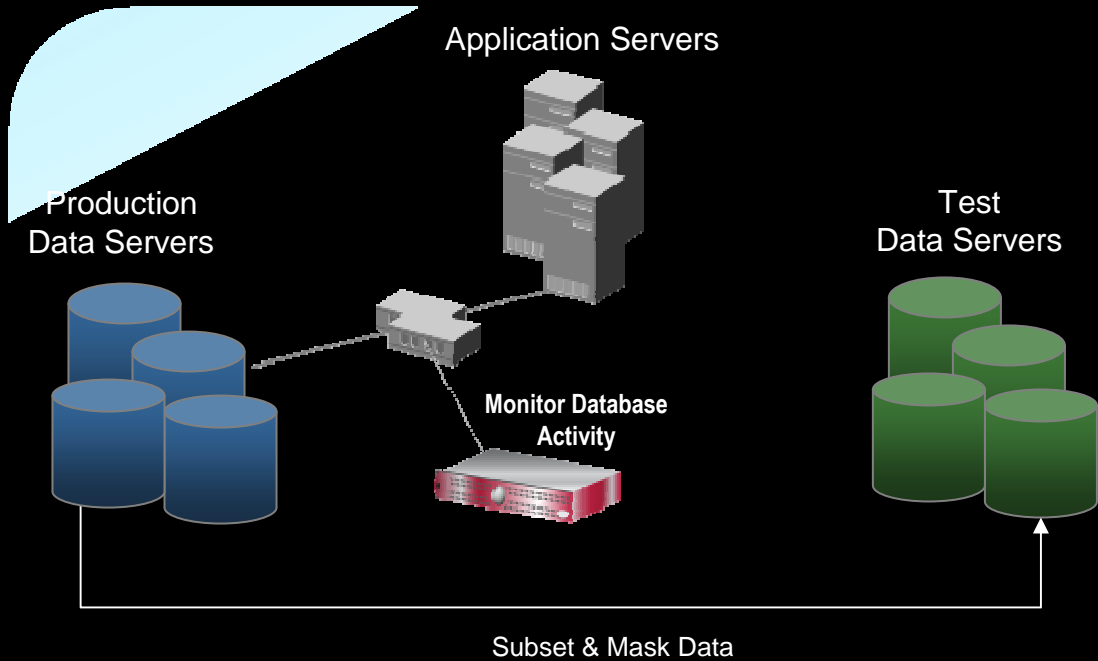 Application Servers
Production
Data Servers
Test
Data Servers
Monitor Database
Activity
Subset & Mask Data